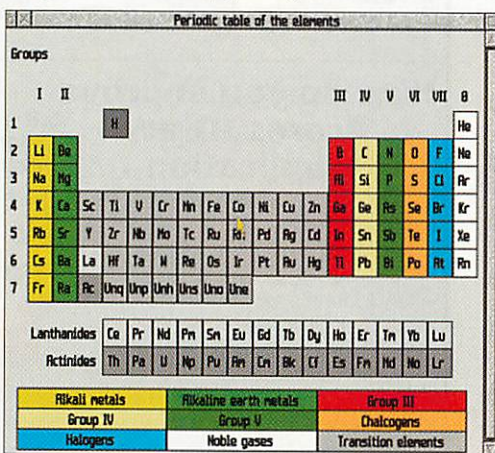 Periodic table of the elements
Groups
I II III IV V VI VII 0
1 H He
2 Li Be B C N O F Ne
3 Na Mg Al Si P S Cl Ar
4 K Ca Sc Ti V Cr Mn Fe Co Ni Cu Zn Ga Ge As Se Br Kr
5 Rb Sr Y Zr Nb Mo Tc Ru Rh Pd Ag Cd In Sn Sb Te I Xe
6 Cs Ba La Hf Ta W Re Os Ir Pt Au Hg Tl Pb Bi Po At Rn
7 Fr Ra Ac Unq Unp Unh Uns Uno Une
Lanthanides Ce Pr Nd Pm Sm Eu Gd Tb Dy Ho Er Tm Yb Lu
Actinides Th Pa U Np Pu Am Cm Bk Cf Es Fm Md No Lr
Alkali metals Alkaline earth metals Group III
Group IV Group V Chalcogens
Halogens Noble gases Transition elements